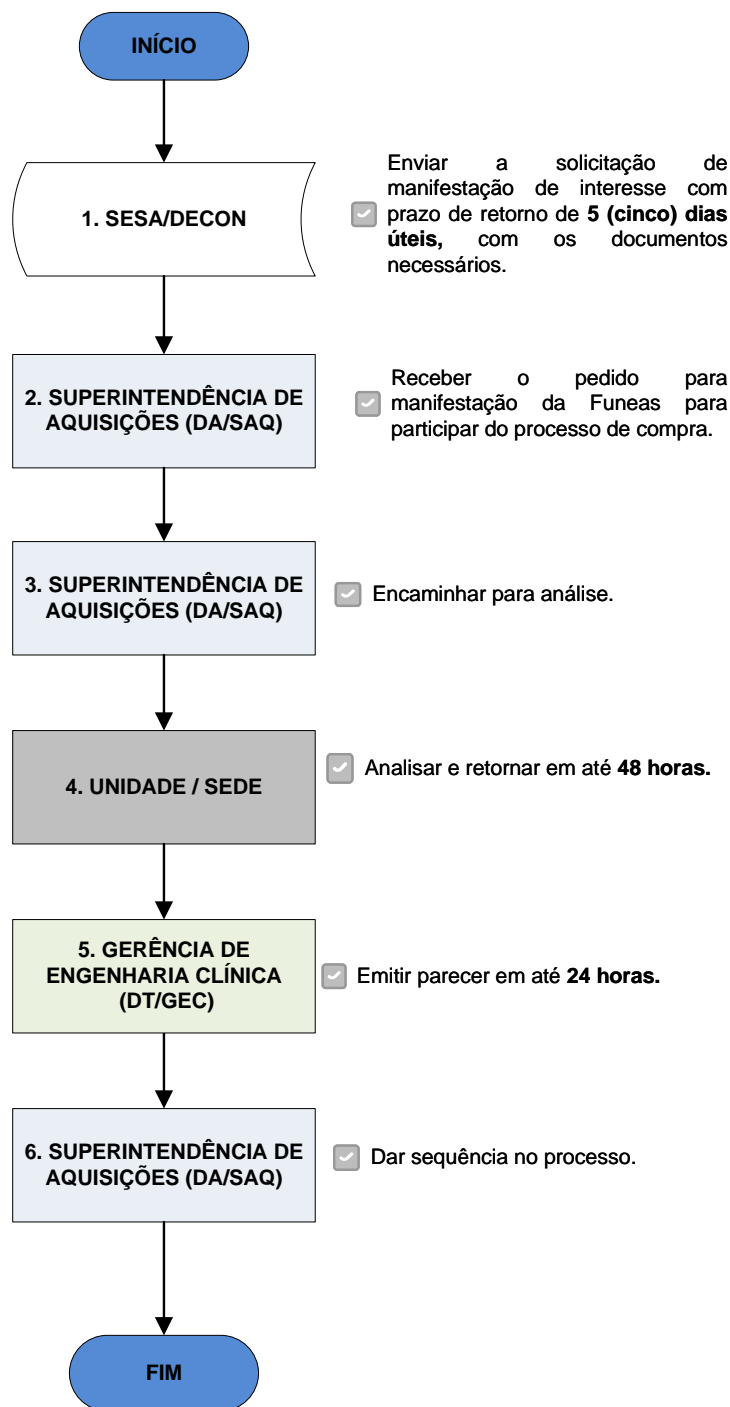 INÍCIO
1. SESA/DECON
Enviar a solicitação de
manifestação de interesse com
prazo de retorno de 5 (cinco) dias
úteis, com os documentos
necessários.
2. SUPERINTENDÊNCIA DE
AQUISIÇÕES (DA/SAQ)
Receber o pedido para
manifestação da Funeas para
participar do processo de compra.
3. SUPERINTENDÊNCIA DE
AQUISIÇÕES (DA/SAQ)
Encaminhar para análise.
4. UNIDADE / SEDE
Analisar e retornar em até 48 horas.
5. GERÊNCIA DE
ENGENHARIA CLÍNICA
(DT/GEC)
Emitir parecer em até 24 horas.
6. SUPERINTENDÊNCIA DE
AQUISIÇÕES (DA/SAQ)
Dar sequência no processo.
FIM